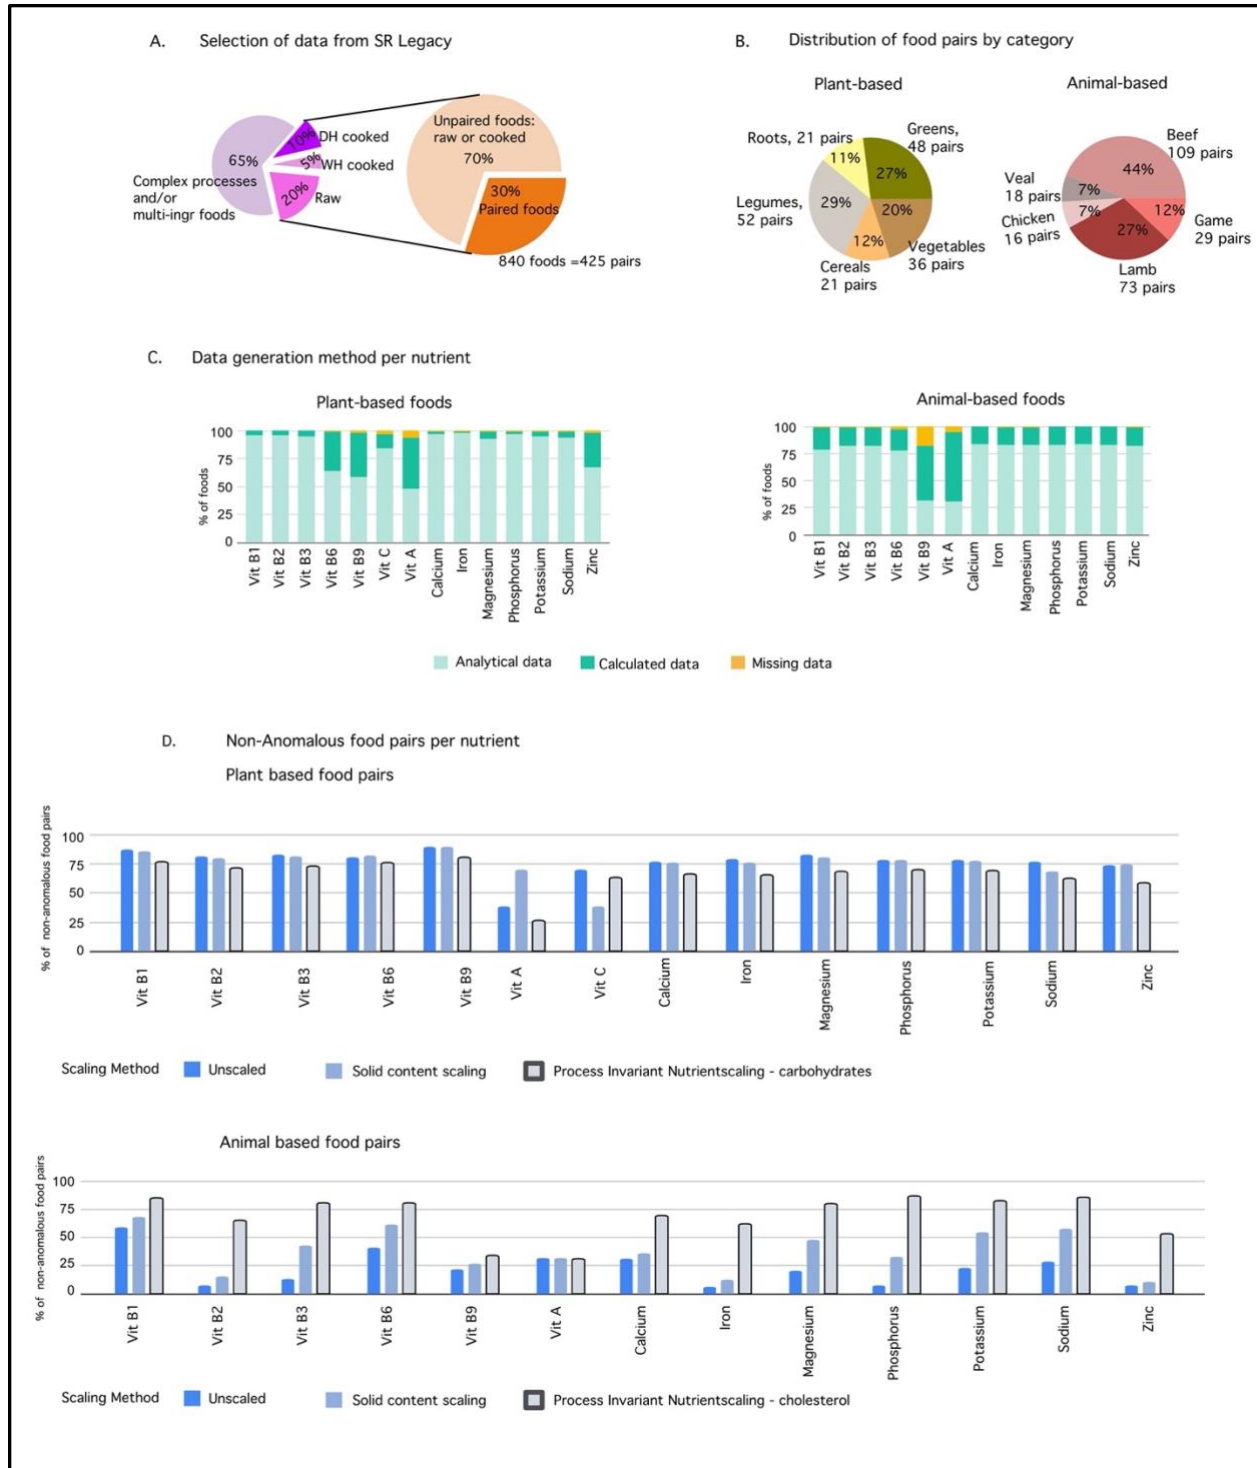 A. Selection of data from SR Legacy
65%
Complex processes
and/or
multi-ingr foods
10%
DH cooked
5%
WH cooked
20%
Raw
Unpaired foods:
raw or cooked
70%
30%
Paired foods
840 foods =425 pairs
B. Distribution of food pairs by category
Plant-based
Roots, 21 pairs
11%
Greens,
48 pairs
27%
Legumes,
52 pairs
29%
20%
Vegetables
36 pairs
12%
Cereals
21 pairs
Animal-based
Beef
109 pairs
44%
Veal
18 pairs
7%
Chicken
16 pairs
7%
12%
Game
29 pairs
27%
Lamb
73 pairs
C. Data generation method per nutrient
Plant-based foods
% of foods
100
75
50
25
0
Vit B1
Vit B2
Vit B3
Vit B6
Vit B9
Vit C
Vit A
Calcium
Iron
Magnesium
Phosphorus
Potassium
Sodium
Zinc
Animal-based foods
% of foods
100
75
50
25
0
Vit B1
Vit B2
Vit B3
Vit B6
Vit B9
Vit A
Calcium
Iron
Magnesium
Phosphorus
Potassium
Sodium
Zinc
Analytical data
Calculated data
Missing data
D. Non-Anomalous food pairs per nutrient
Plant based food pairs
% of non-anomalous food pairs
100
75
50
25
0
Vit B1
Vit B2
Vit B3
Vit B6
Vit B9
Vit A
Vit C
Calcium
Iron
Magnesium
Phosphorus
Potassium
Sodium
Zinc
Scaling Method
Unscaled
Solid content scaling
Process Invariant Nutrientscaling - carbohydrates
Animal based food pairs
% of non-anomalous food pairs
100
75
50
25
0
Vit B1
Vit B2
Vit B3
Vit B6
Vit B9
Vit A
Calcium
Iron
Magnesium
Phosphorus
Potassium
Sodium
Zinc
Scaling Method
Unscaled
Solid content scaling
Process Invariant Nutrientscaling - cholesterol